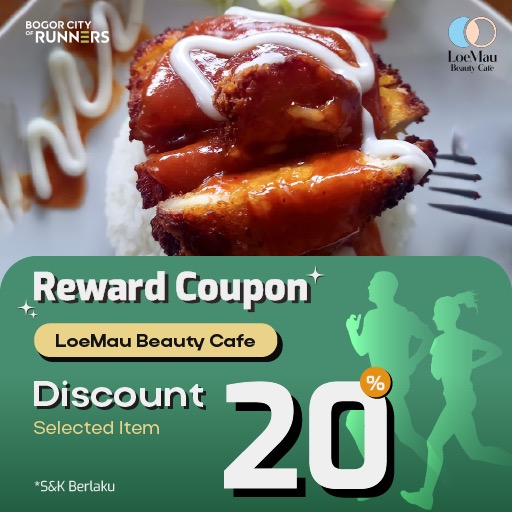 BOGOR CITY
OF RUNNERS
LoeMau
Beauty Cafe
Reward Coupon
LoeMau Beauty Cafe
Discount
20%
Selected Item
*S&K Berlaku